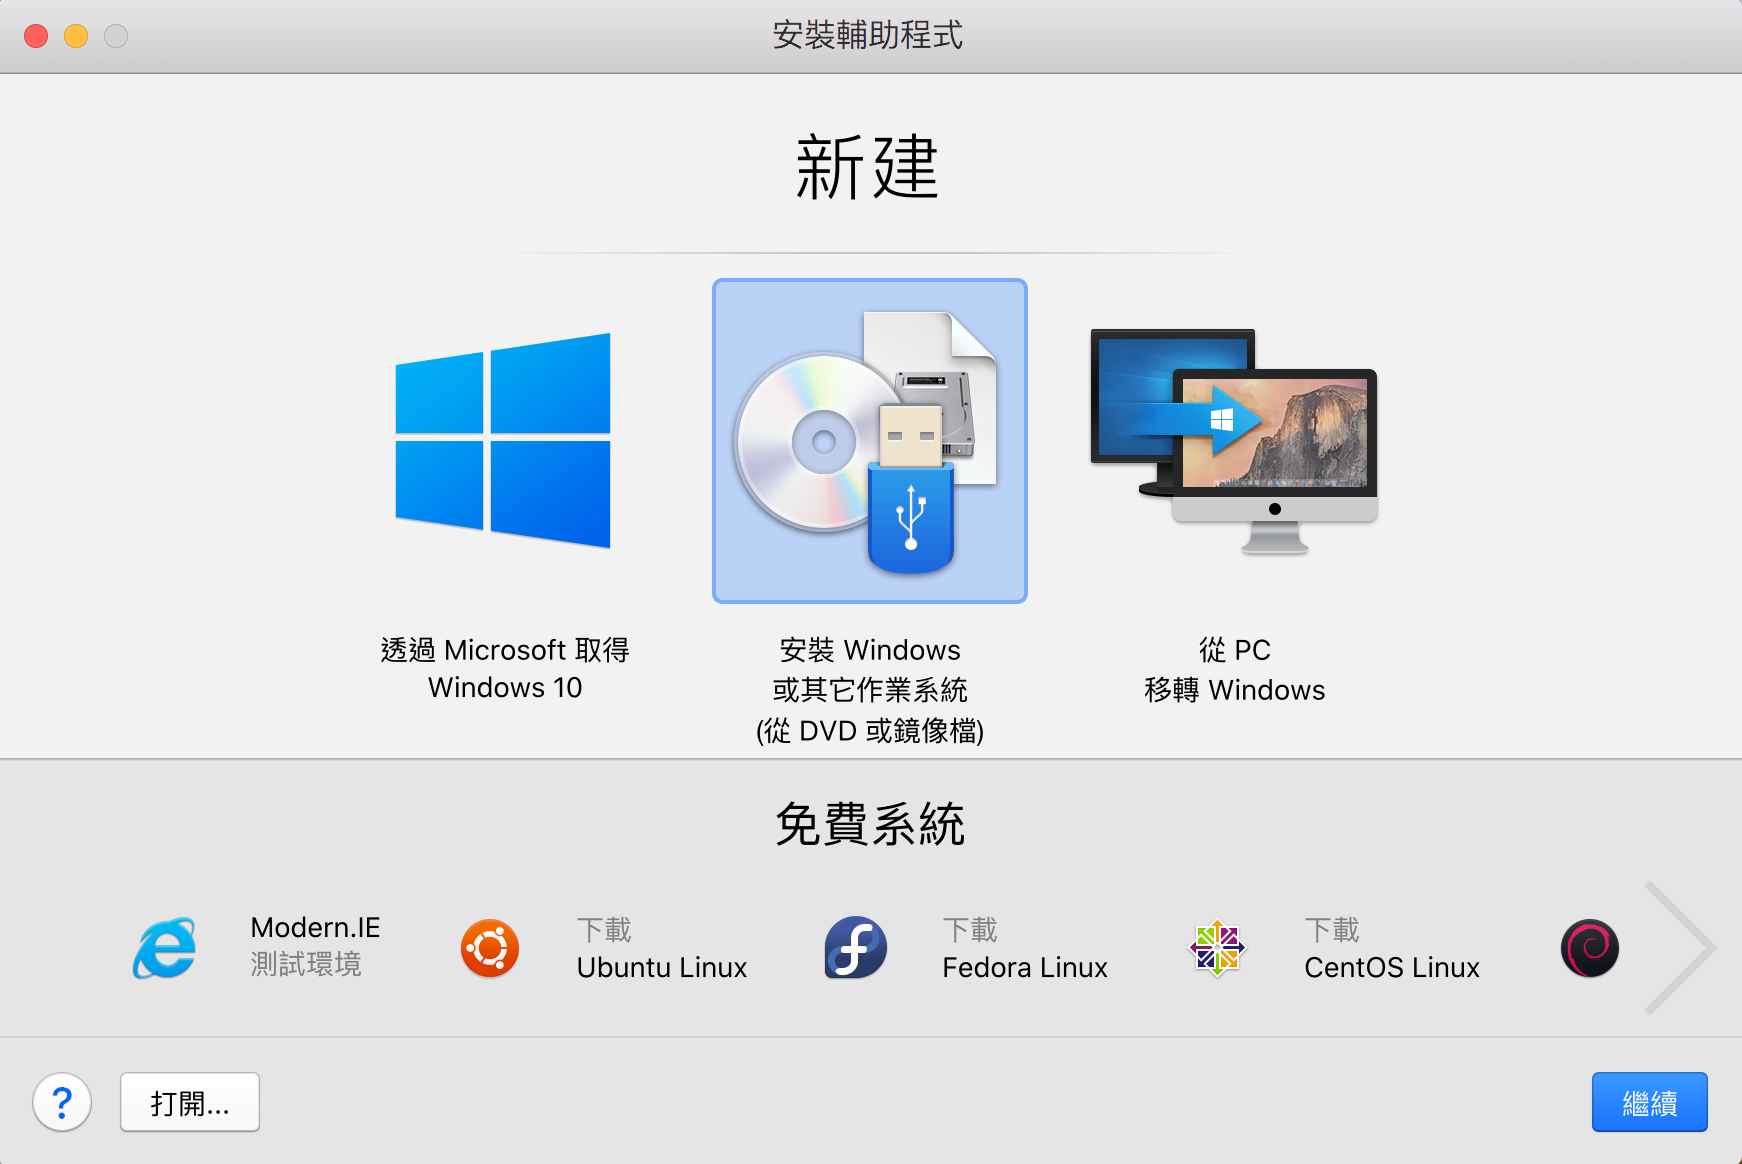 安裝輔助程式
新建
透過 Microsoft 取得
Windows 10
安裝 Windows
或其它作業系統
(從 DVD 或鏡像檔)
從 PC
移轉 Windows
免費系統
Modern.IE
測試環境
下載
Ubuntu Linux
下載
Fedora Linux
下載
CentOS Linux
?
打開...
繼續